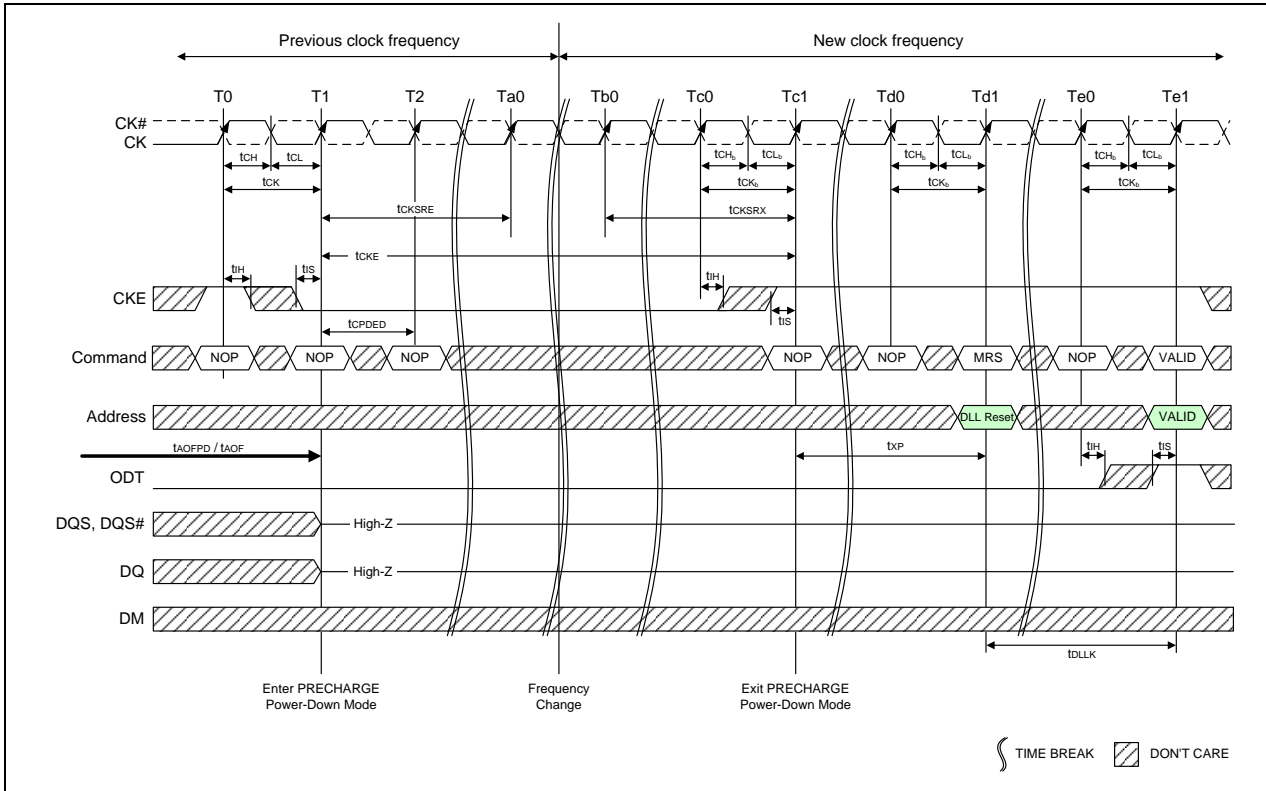 Previous clock frequency New clock frequency
T0 T1 T2 Ta0 Tb0 Tc0 Tc1 Td0 Td1 Te0 Te1
CK#
CK
tCH tCL tCHb tCLb tCHb tCLb tCHb tCLb
tCK tCKb tCKb tCKb
tCKSRE tCKSRX
tCKE
tIH tIS tIH
CKE
tIS
tCPDED
Command NOP NOP NOP NOP NOP MRS NOP VALID
Address DLL Reset VALID
tAOFPD / tAOF tXP tIH tIS
ODT
DQS, DQS# High-Z
DQ High-Z
DM
tDLLK
Enter PRECHARGE
Power-Down Mode
Frequency
Change
Exit PRECHARGE
Power-Down Mode
TIME BREAK DON'T CARE